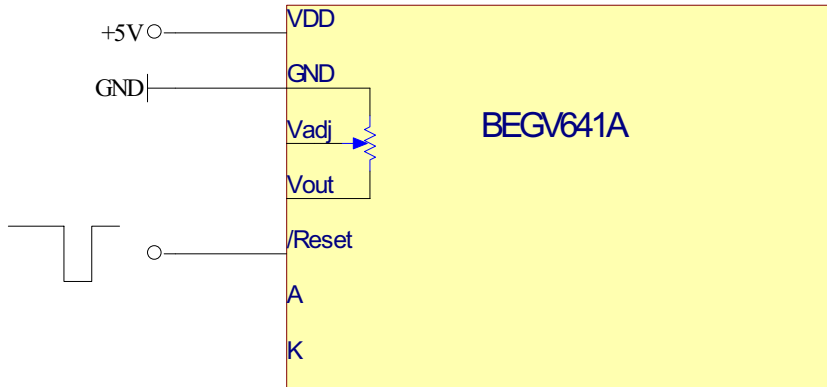 +5V VDD
GND GND
BEGV641A
Vadj
Vout
/Reset
A
K